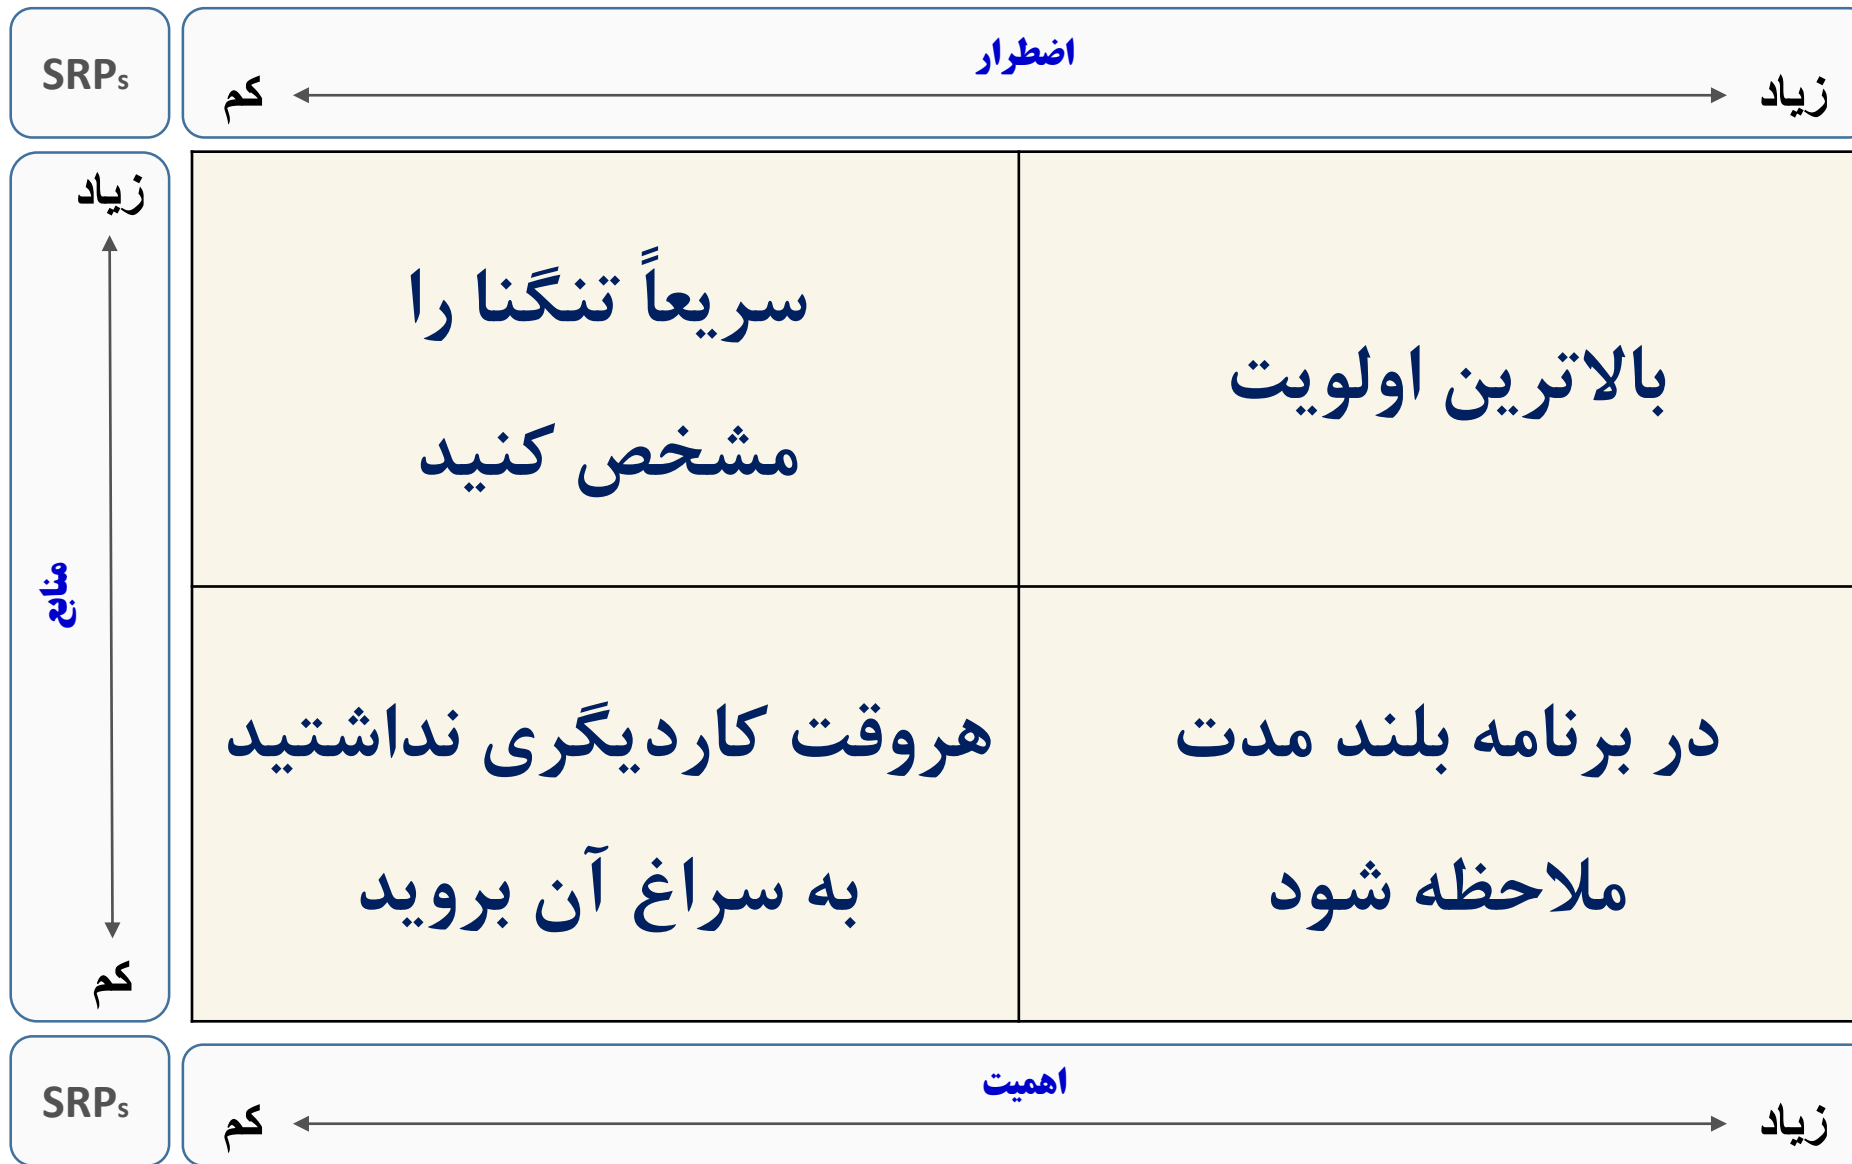 SRPs
اضطرار
کم
زیاد
زیاد
منابع
کم
سریعاً تنگنا را
مشخص کنید
بالاترین اولویت
هروقت کاردیگری نداشتید
به سراغ آن بروید
در برنامه بلند مدت
ملاحظه شود
SRPs
اهمیت
کم
زیاد